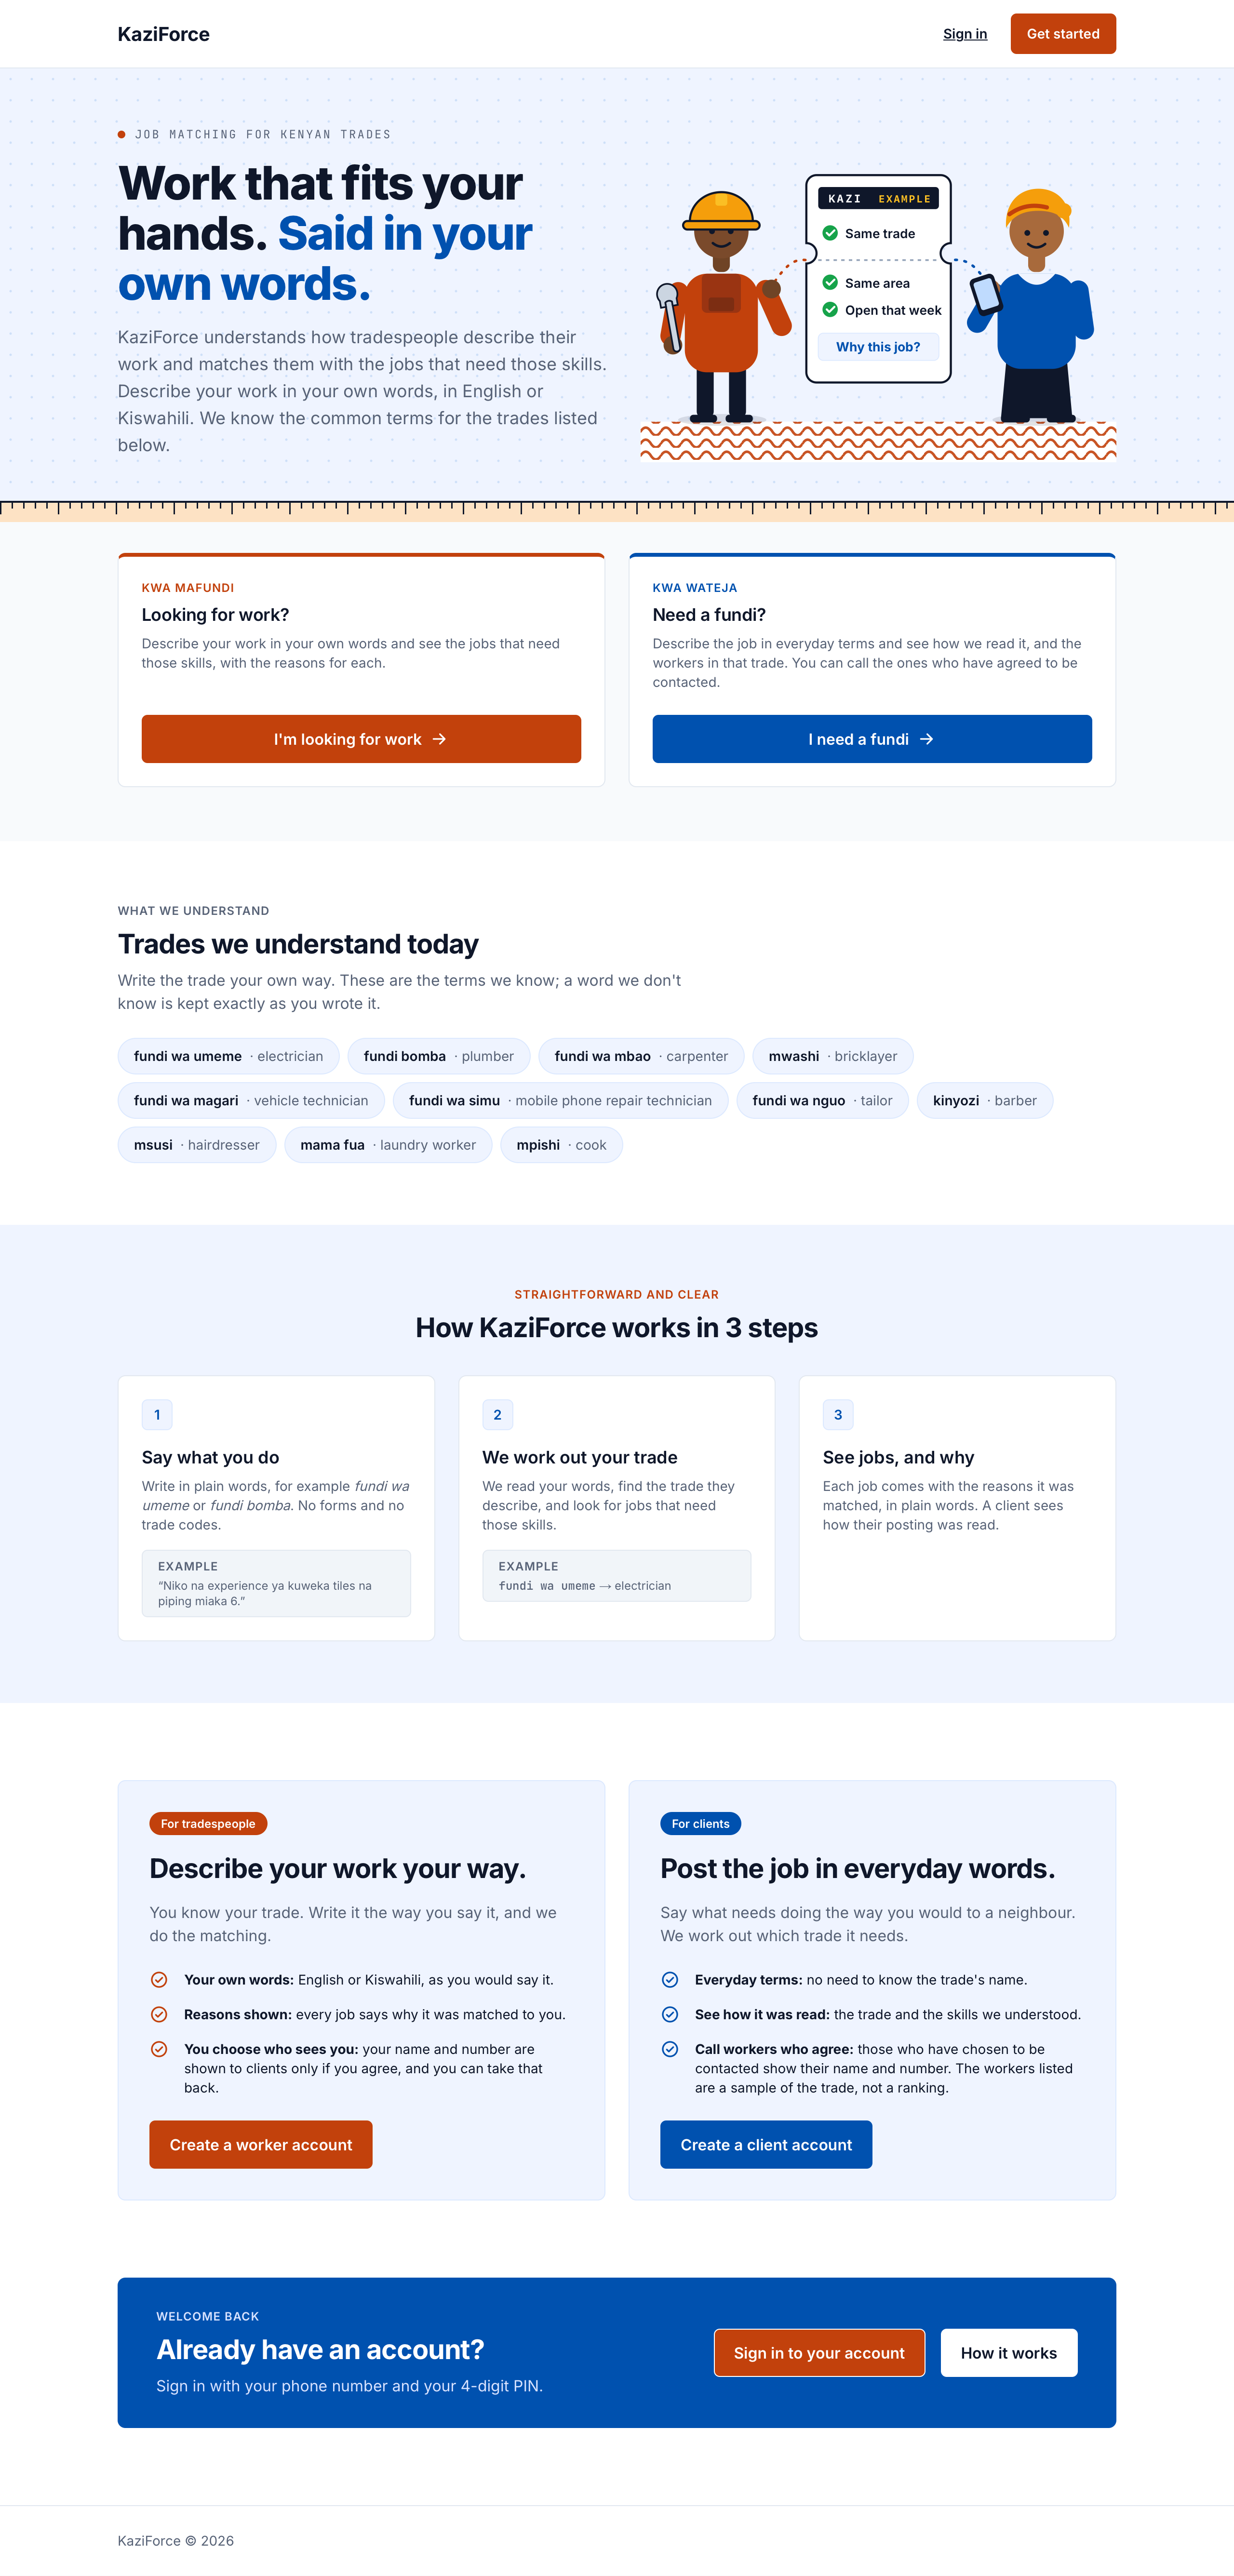 KaziForce
Sign in
Get started
JOB MATCHING FOR KENYAN TRADES
Work that fits your
hands. Said in your
own words.
KaziForce understands how tradespeople describe their
work and matches them with the jobs that need those skills.
Describe your work in your own words, in English or
Kiswahili. We know the common terms for the trades listed
below.
KAZI EXAMPLE
Same trade
Same area
Open that week
Why this job?
KWA MAFUNDI
Looking for work?
Describe your work in your own words and see the jobs that need
those skills, with the reasons for each.
I'm looking for work →
KWA WATEJA
Need a fundi?
Describe the job in everyday terms and see how we read it, and the
workers in that trade. You can call the ones who have agreed to be
contacted.
I need a fundi →
WHAT WE UNDERSTAND
Trades we understand today
Write the trade your own way. These are the terms we know; a word we don't
know is kept exactly as you wrote it.
fundi wa umeme · electrician
fundi bomba · plumber
fundi wa mbao · carpenter
mwashi · bricklayer
fundi wa magari · vehicle technician
fundi wa simu · mobile phone repair technician
fundi wa nguo · tailor
kinyozi · barber
msusi · hairdresser
mama fua · laundry worker
mpishi · cook
STRAIGHTFORWARD AND CLEAR
How KaziForce works in 3 steps
1
Say what you do
Write in plain words, for example fundi wa
umeme or fundi bomba. No forms and no
trade codes.
EXAMPLE
“Niko na experience ya kuweka tiles na
piping miaka 6.”
2
We work out your trade
We read your words, find the trade they
describe, and look for jobs that need
those skills.
EXAMPLE
fundi wa umeme → electrician
3
See jobs, and why
Each job comes with the reasons it was
matched, in plain words. A client sees
how their posting was read.
For tradespeople
Describe your work your way.
You know your trade. Write it the way you say it, and we
do the matching.
Your own words: English or Kiswahili, as you would say it.
Reasons shown: every job says why it was matched to you.
You choose who sees you: your name and number are
shown to clients only if you agree, and you can take that
back.
Create a worker account
For clients
Post the job in everyday words.
Say what needs doing the way you would to a neighbour.
We work out which trade it needs.
Everyday terms: no need to know the trade's name.
See how it was read: the trade and the skills we understood.
Call workers who agree: those who have chosen to be
contacted show their name and number. The workers listed
are a sample of the trade, not a ranking.
Create a client account
WELCOME BACK
Already have an account?
Sign in with your phone number and your 4-digit PIN.
Sign in to your account
How it works
KaziForce © 2026